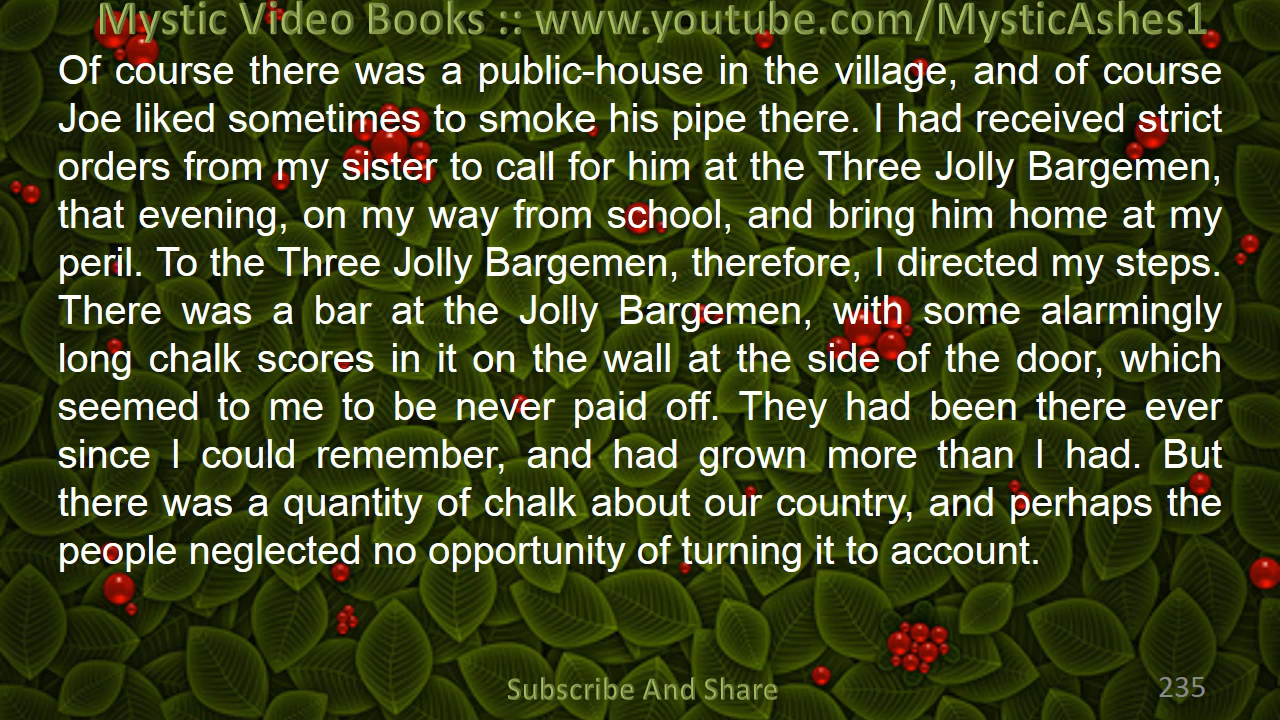 Mystic Video Books :: www.youtube.com/MysticAshes1
Of course there was a public-house in the village, and of course
Joe liked sometimes to smoke his pipe there. I had received strict
orders from my sister to call for him at the Three Jolly Bargemen,
that evening, on my way from school, and bring him home at my
peril. To the Three Jolly Bargemen, therefore, I directed my steps.
There was a bar at the Jolly Bargemen, with some alarmingly
long chalk scores in it on the wall at the side of the door, which
seemed to me to be never paid off. They had been there ever
since I could remember, and had grown more than I had. But
there was a quantity of chalk about our country, and perhaps the
people neglected no opportunity of turning it to account.
Subscribe And Share
235